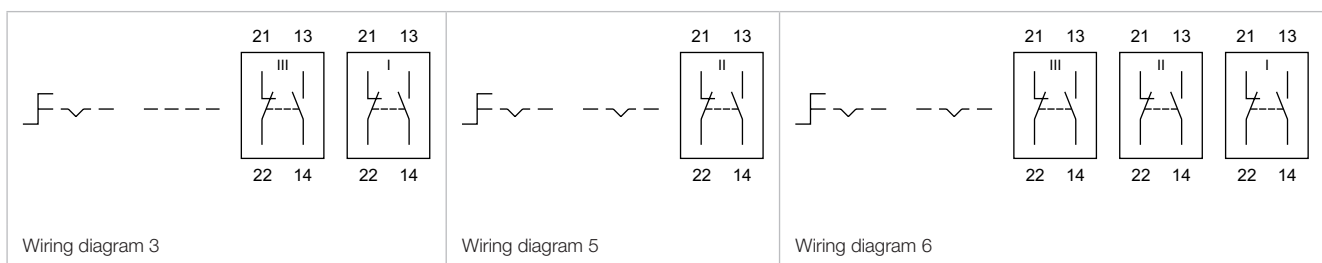 21 13 21 13
III I
22 14 22 14
Wiring diagram 3
21 13
II
22 14
Wiring diagram 5
21 13 21 13 21 13
III II I
22 14 22 14 22 14
Wiring diagram 6